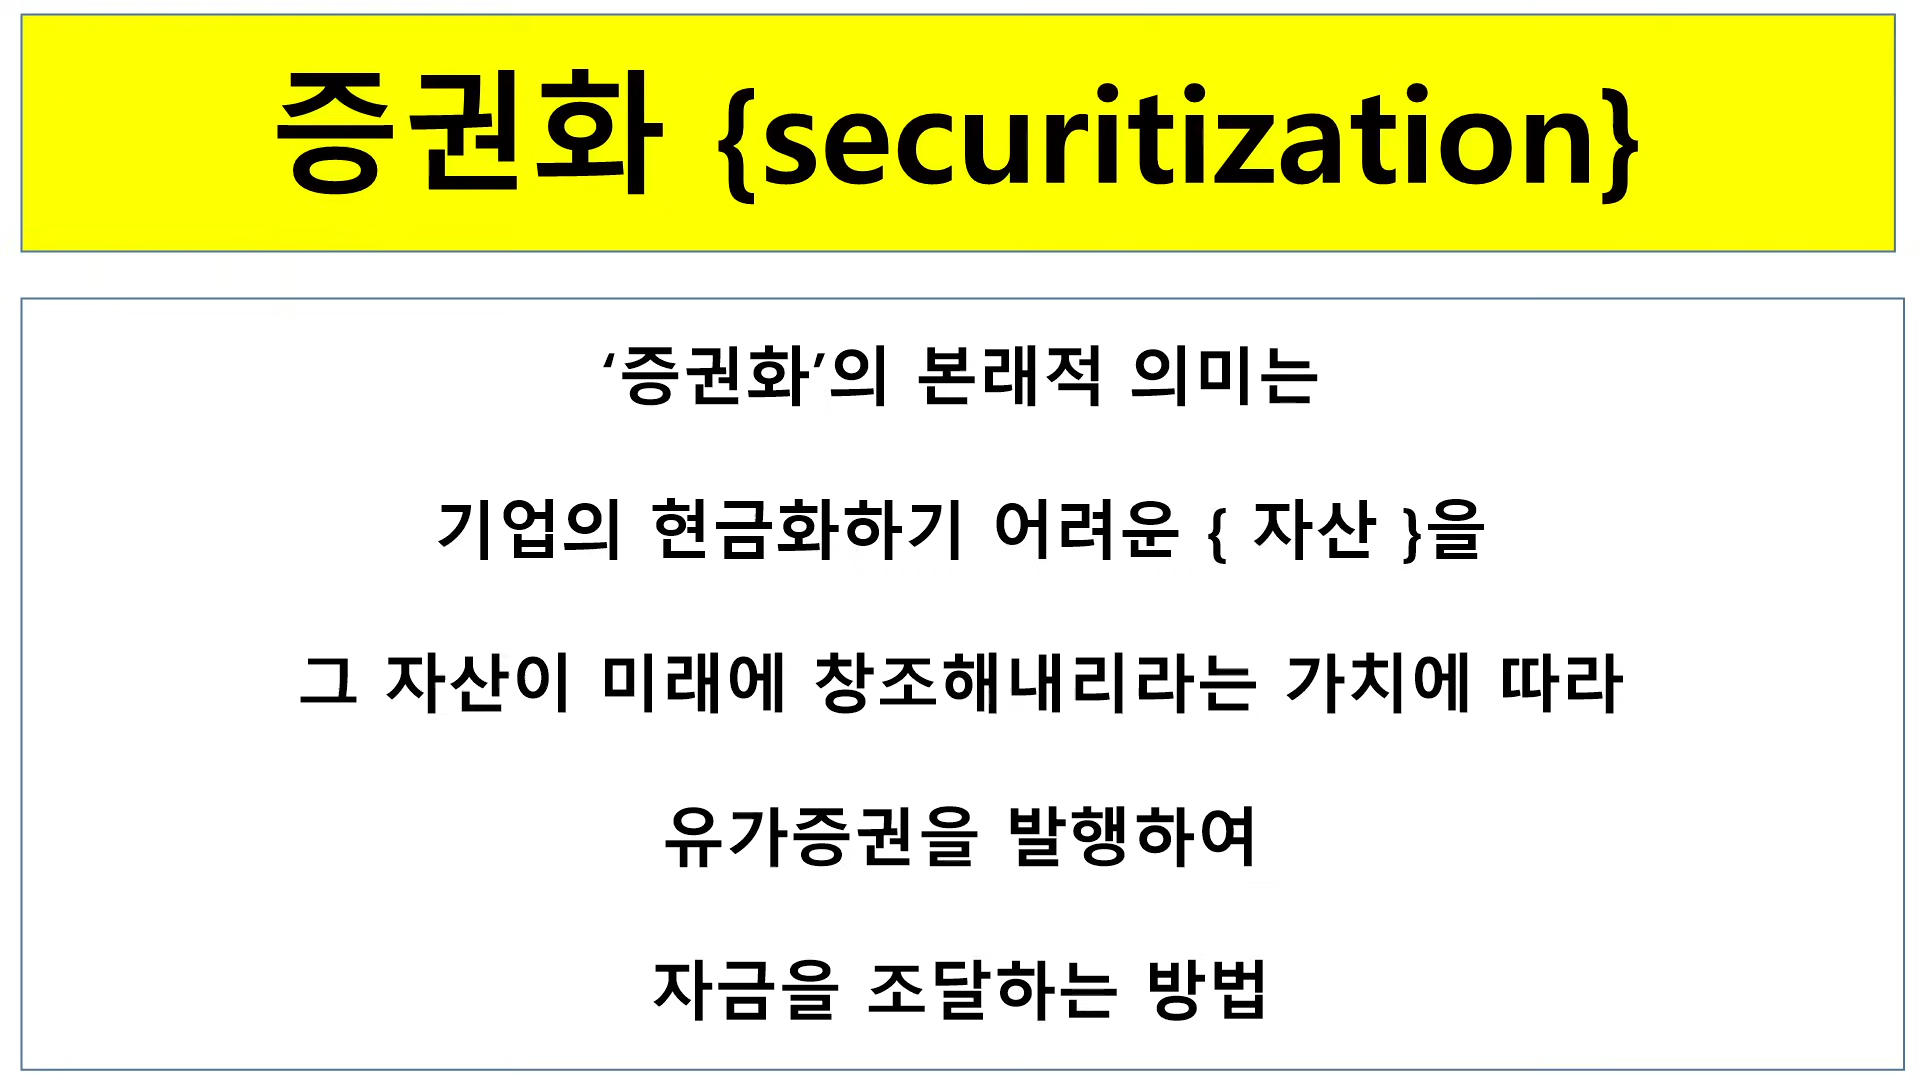 증권화 {securitization}
‘증권화’의 본래적 의미는
기업의 현금화하기 어려운 { 자산 }을
그 자산이 미래에 창조해내리라는 가치에 따라
유가증권을 발행하여
자금을 조달하는 방법